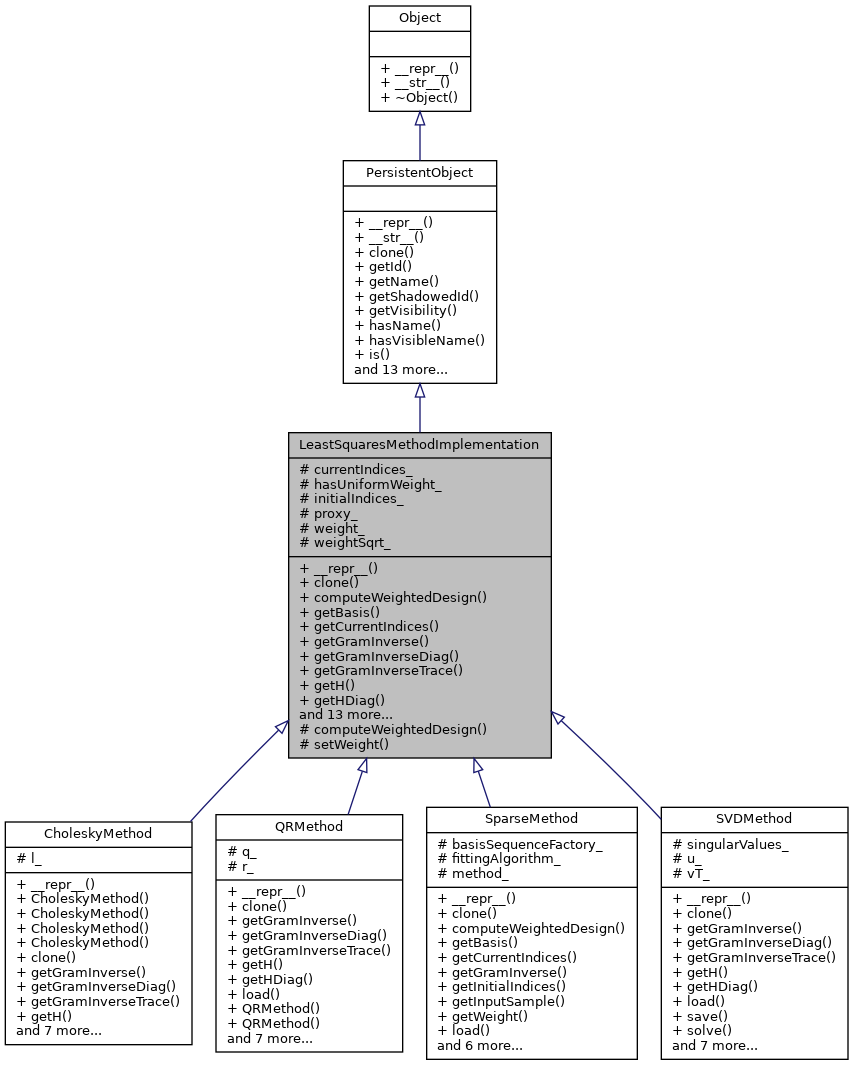 Object
+ __repr__()
+ __str__()
+ ~Object()
PersistentObject
+ __repr__()
+ __str__()
+ clone()
+ getId()
+ getName()
+ getShadowedId()
+ getVisibility()
+ hasName()
+ hasVisibleName()
+ is()
and 13 more...
LeastSquaresMethodImplementation
# currentIndices_
# hasUniformWeight_
# initialIndices_
# proxy_
# weight_
# weightSqrt_
+ __repr__()
+ clone()
+ computeWeightedDesign()
+ getBasis()
+ getCurrentIndices()
+ getGramInverse()
+ getGramInverseDiag()
+ getGramInverseTrace()
+ getH()
+ getHDiag()
and 13 more...
# computeWeightedDesign()
# setWeight()
CholeskyMethod
# l_
+ __repr__()
+ CholeskyMethod()
+ CholeskyMethod()
+ CholeskyMethod()
+ CholeskyMethod()
+ clone()
+ getGramInverse()
+ getGramInverseDiag()
+ getGramInverseTrace()
+ getH()
and 7 more...
QRMethod
# q_
# r_
+ __repr__()
+ clone()
+ getGramInverse()
+ getGramInverseDiag()
+ getGramInverseTrace()
+ getH()
+ getHDiag()
+ load()
+ QRMethod()
+ QRMethod()
and 7 more...
SparseMethod
# basisSequenceFactory_
# fittingAlgorithm_
# method_
+ __repr__()
+ clone()
+ computeWeightedDesign()
+ getBasis()
+ getCurrentIndices()
+ getGramInverse()
+ getInitialIndices()
+ getInputSample()
+ getWeight()
+ load()
and 6 more...
SVDMethod
# singularValues_
# u_
# vT_
+ __repr__()
+ clone()
+ getGramInverse()
+ getGramInverseDiag()
+ getGramInverseTrace()
+ getH()
+ getHDiag()
+ load()
+ save()
+ solve()
and 7 more...